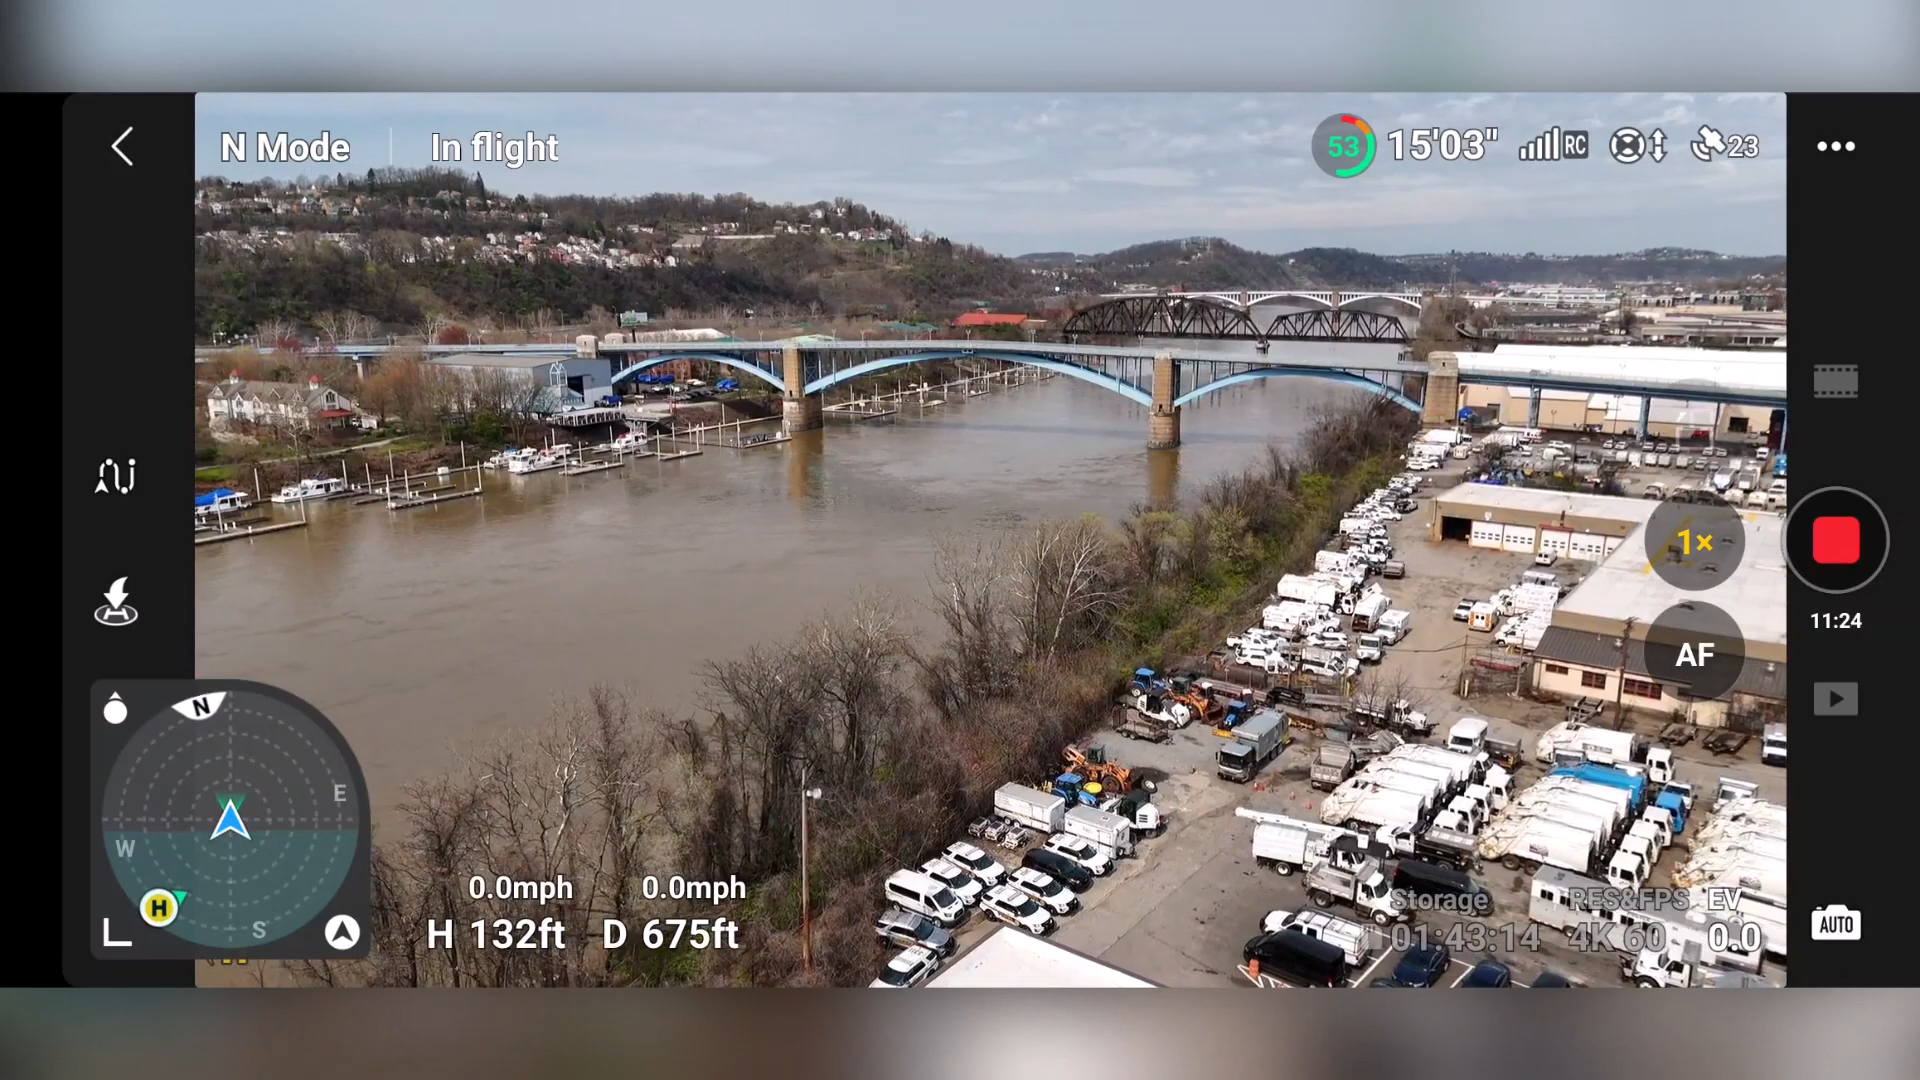 N Mode
In flight
53
15'03"
RC
23
1×
AF
11:24
N
E
W
S
H
0.0mph
0.0mph
H 132ft
D 675ft
Storage
RES&FPS
EV
01:43:14
4K 60
0.0
AUTO